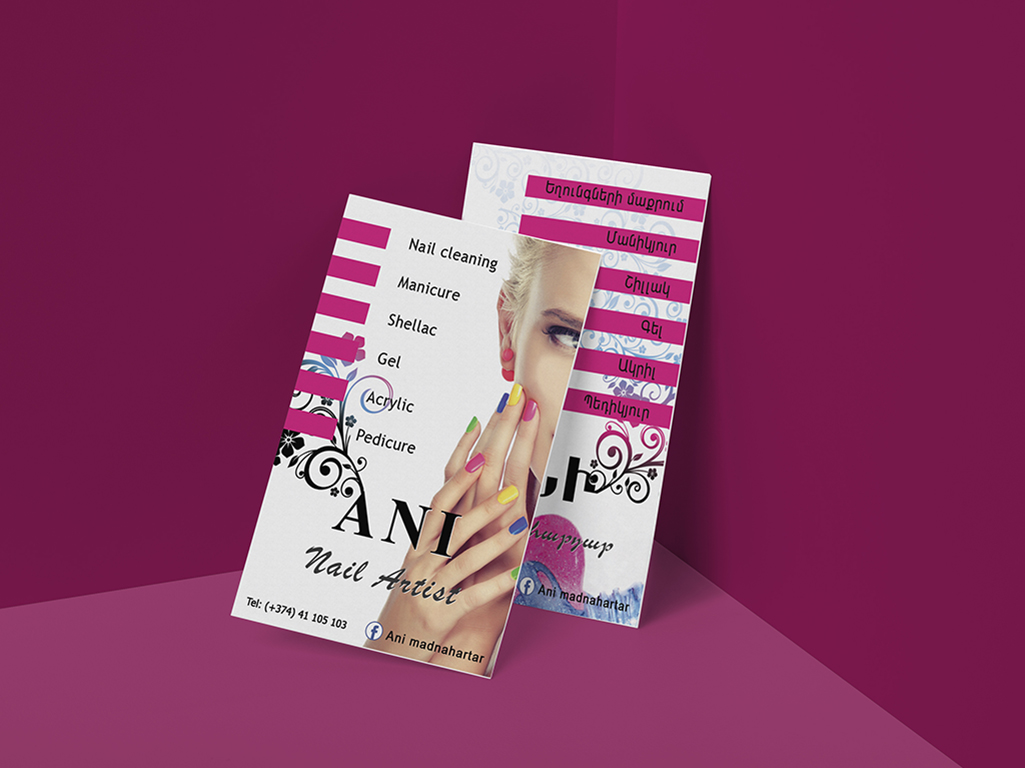 Nail cleaning
Manicure
Shellac
Gel
Acrylic
Pedicure
ANI
Nail Artist
Tel: (+374) 41 105 103
Ani madnahartar
Եղունգների մաքրում
Մանիկյուր
Շիլլակ
Գել
Ակրիլ
Պեդիկյուր
Ani madnahartar